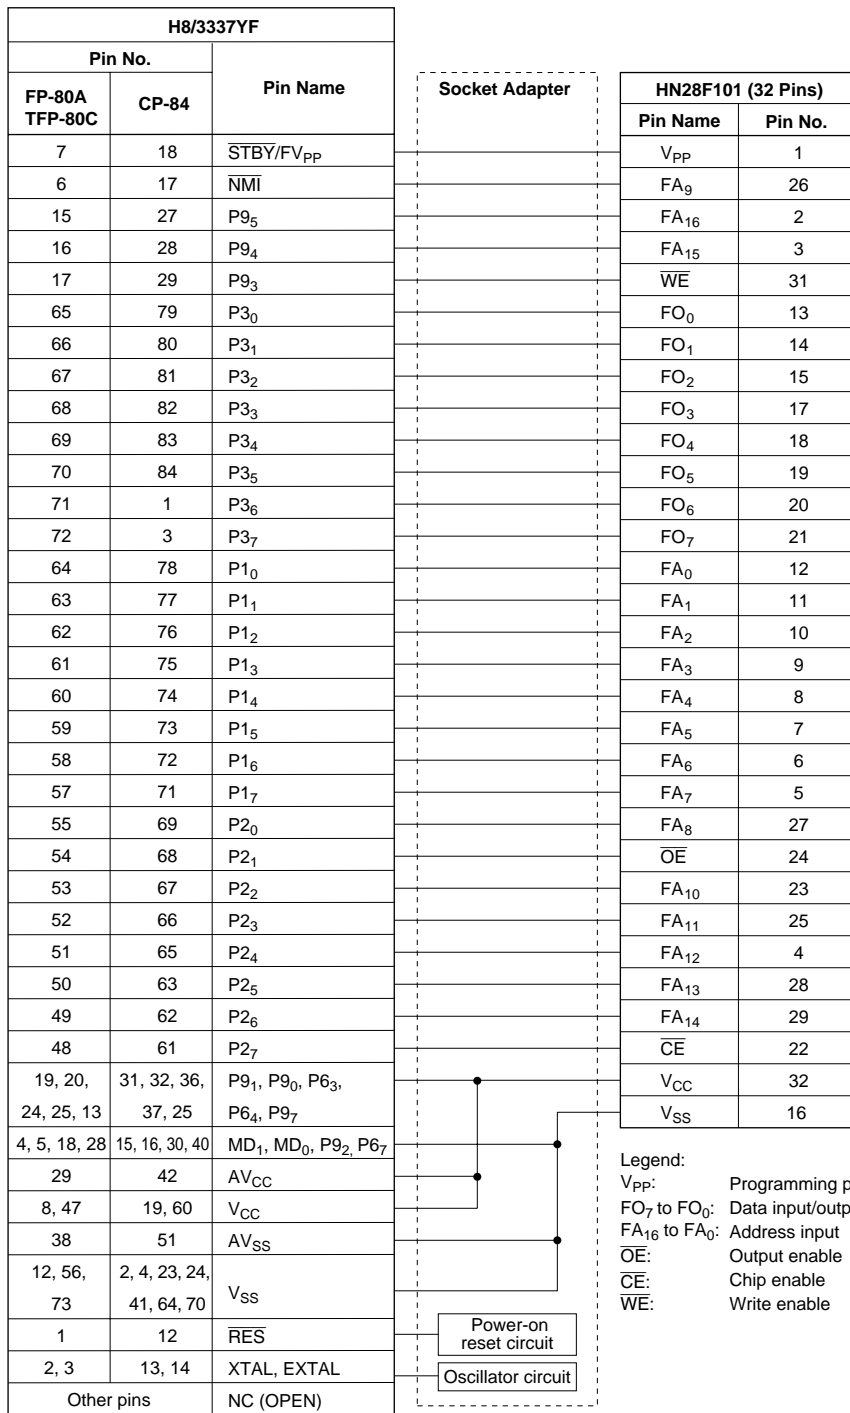 H8/3337YF
Pin No.
Pin Name
FP-80A
TFP-80C
CP-84
Socket Adapter
HN28F101 (32 Pins)
Pin Name Pin No.
7 18 S̅T̅B̅Y̅/FVPP VPP 1
6 17 N̅M̅I̅ FA9 26
15 27 P95 FA16 2
16 28 P94 FA15 3
17 29 P93 W̅E̅ 31
65 79 P30 FO0 13
66 80 P31 FO1 14
67 81 P32 FO2 15
68 82 P33 FO3 17
69 83 P34 FO4 18
70 84 P35 FO5 19
71 1 P36 FO6 20
72 3 P37 FO7 21
64 78 P10 FA0 12
63 77 P11 FA1 11
62 76 P12 FA2 10
61 75 P13 FA3 9
60 74 P14 FA4 8
59 73 P15 FA5 7
58 72 P16 FA6 6
57 71 P17 FA7 5
55 69 P20 FA8 27
54 68 P21 O̅E̅ 24
53 67 P22 FA10 23
52 66 P23 FA11 25
51 65 P24 FA12 4
50 63 P25 FA13 28
49 62 P26 FA14 29
48 61 P27 C̅E̅ 22
19, 20, 31, 32, 36, P91, P90, P63, VCC 32
24, 25, 13 37, 25 P64, P97 VSS 16
4, 5, 18, 28 15, 16, 30, 40 MD1, MD0, P92, P67
29 42 AVCC
8, 47 19, 60 VCC
38 51 AVSS
12, 56, 2, 4, 23, 24,
73 41, 64, 70 VSS
1 12 R̅E̅S̅
2, 3 13, 14 XTAL, EXTAL
Other pins NC (OPEN)
Power-on
reset circuit
Oscillator circuit
Legend:
VPP: Programming p
FO7 to FO0: Data input/outp
FA16 to FA0: Address input
O̅E̅: Output enable
C̅E̅: Chip enable
W̅E̅: Write enable